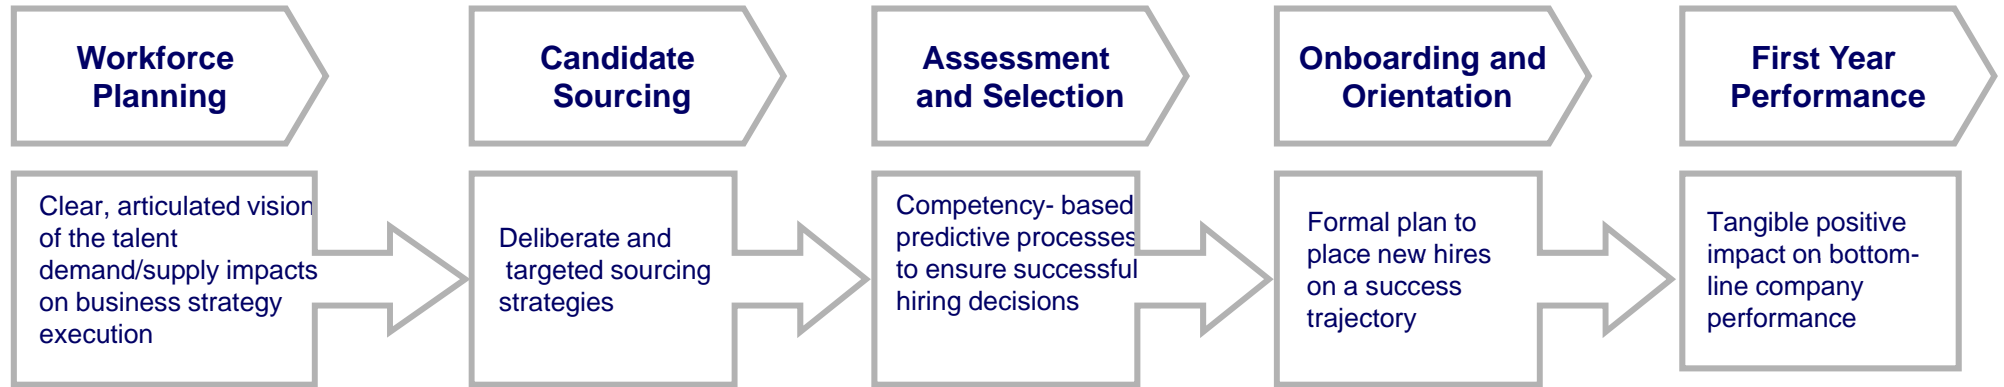 Workforce
Planning
Candidate
Sourcing
Assessment
and Selection
Onboarding and
Orientation
First Year
Performance
Clear, articulated vision
of the talent
demand/supply impacts
on business strategy
execution
Deliberate and
targeted sourcing
strategies
Competency- based
predictive processes
to ensure successful
hiring decisions
Formal plan to
place new hires
on a success
trajectory
Tangible positive
impact on bottom-
line company
performance